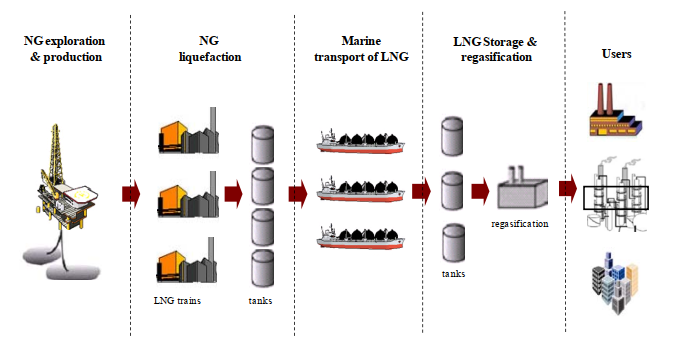 NG exploration
& production
NG
liquefaction
Marine
transport of LNG
LNG Storage &
regasification
Users
regasification
LNG trains
tanks
tanks